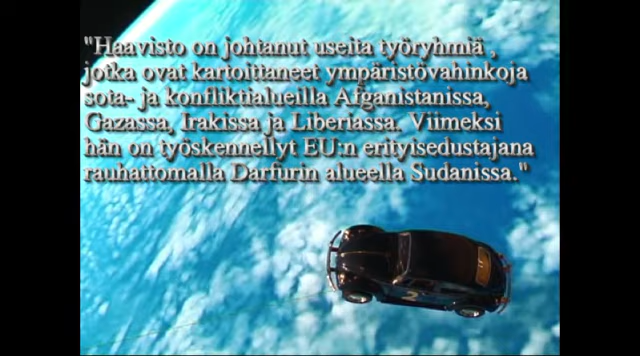 "Haavisto on johtanut useita työryhmiä ,
jotka ovat kartoittaneet ympäristövahinkoja
sota- ja konfliktialueilla Afganistanissa,
Gazassa, Irakissa ja Liberiassa. Viimeksi
hän on työskennellyt EU:n erityisedustajana
rauhattomalla Darfurin alueella Sudanissa."
2